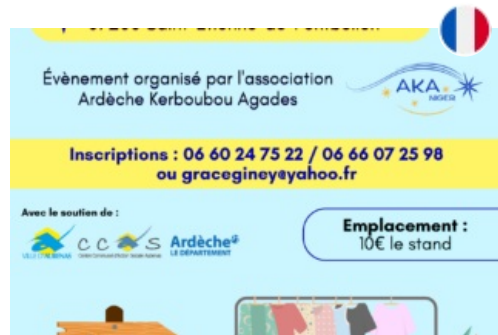 Évènement organisé par l'association
Ardèche Kerboubou Agades
AKA
NIGER
Inscriptions : 06 60 24 75 22 / 06 66 07 25 98
ou graceginey@yahoo.fr
Avec le soutien de :
CCAS
Ardèche
LE DÉPARTEMENT
Emplacement :
10€ le stand